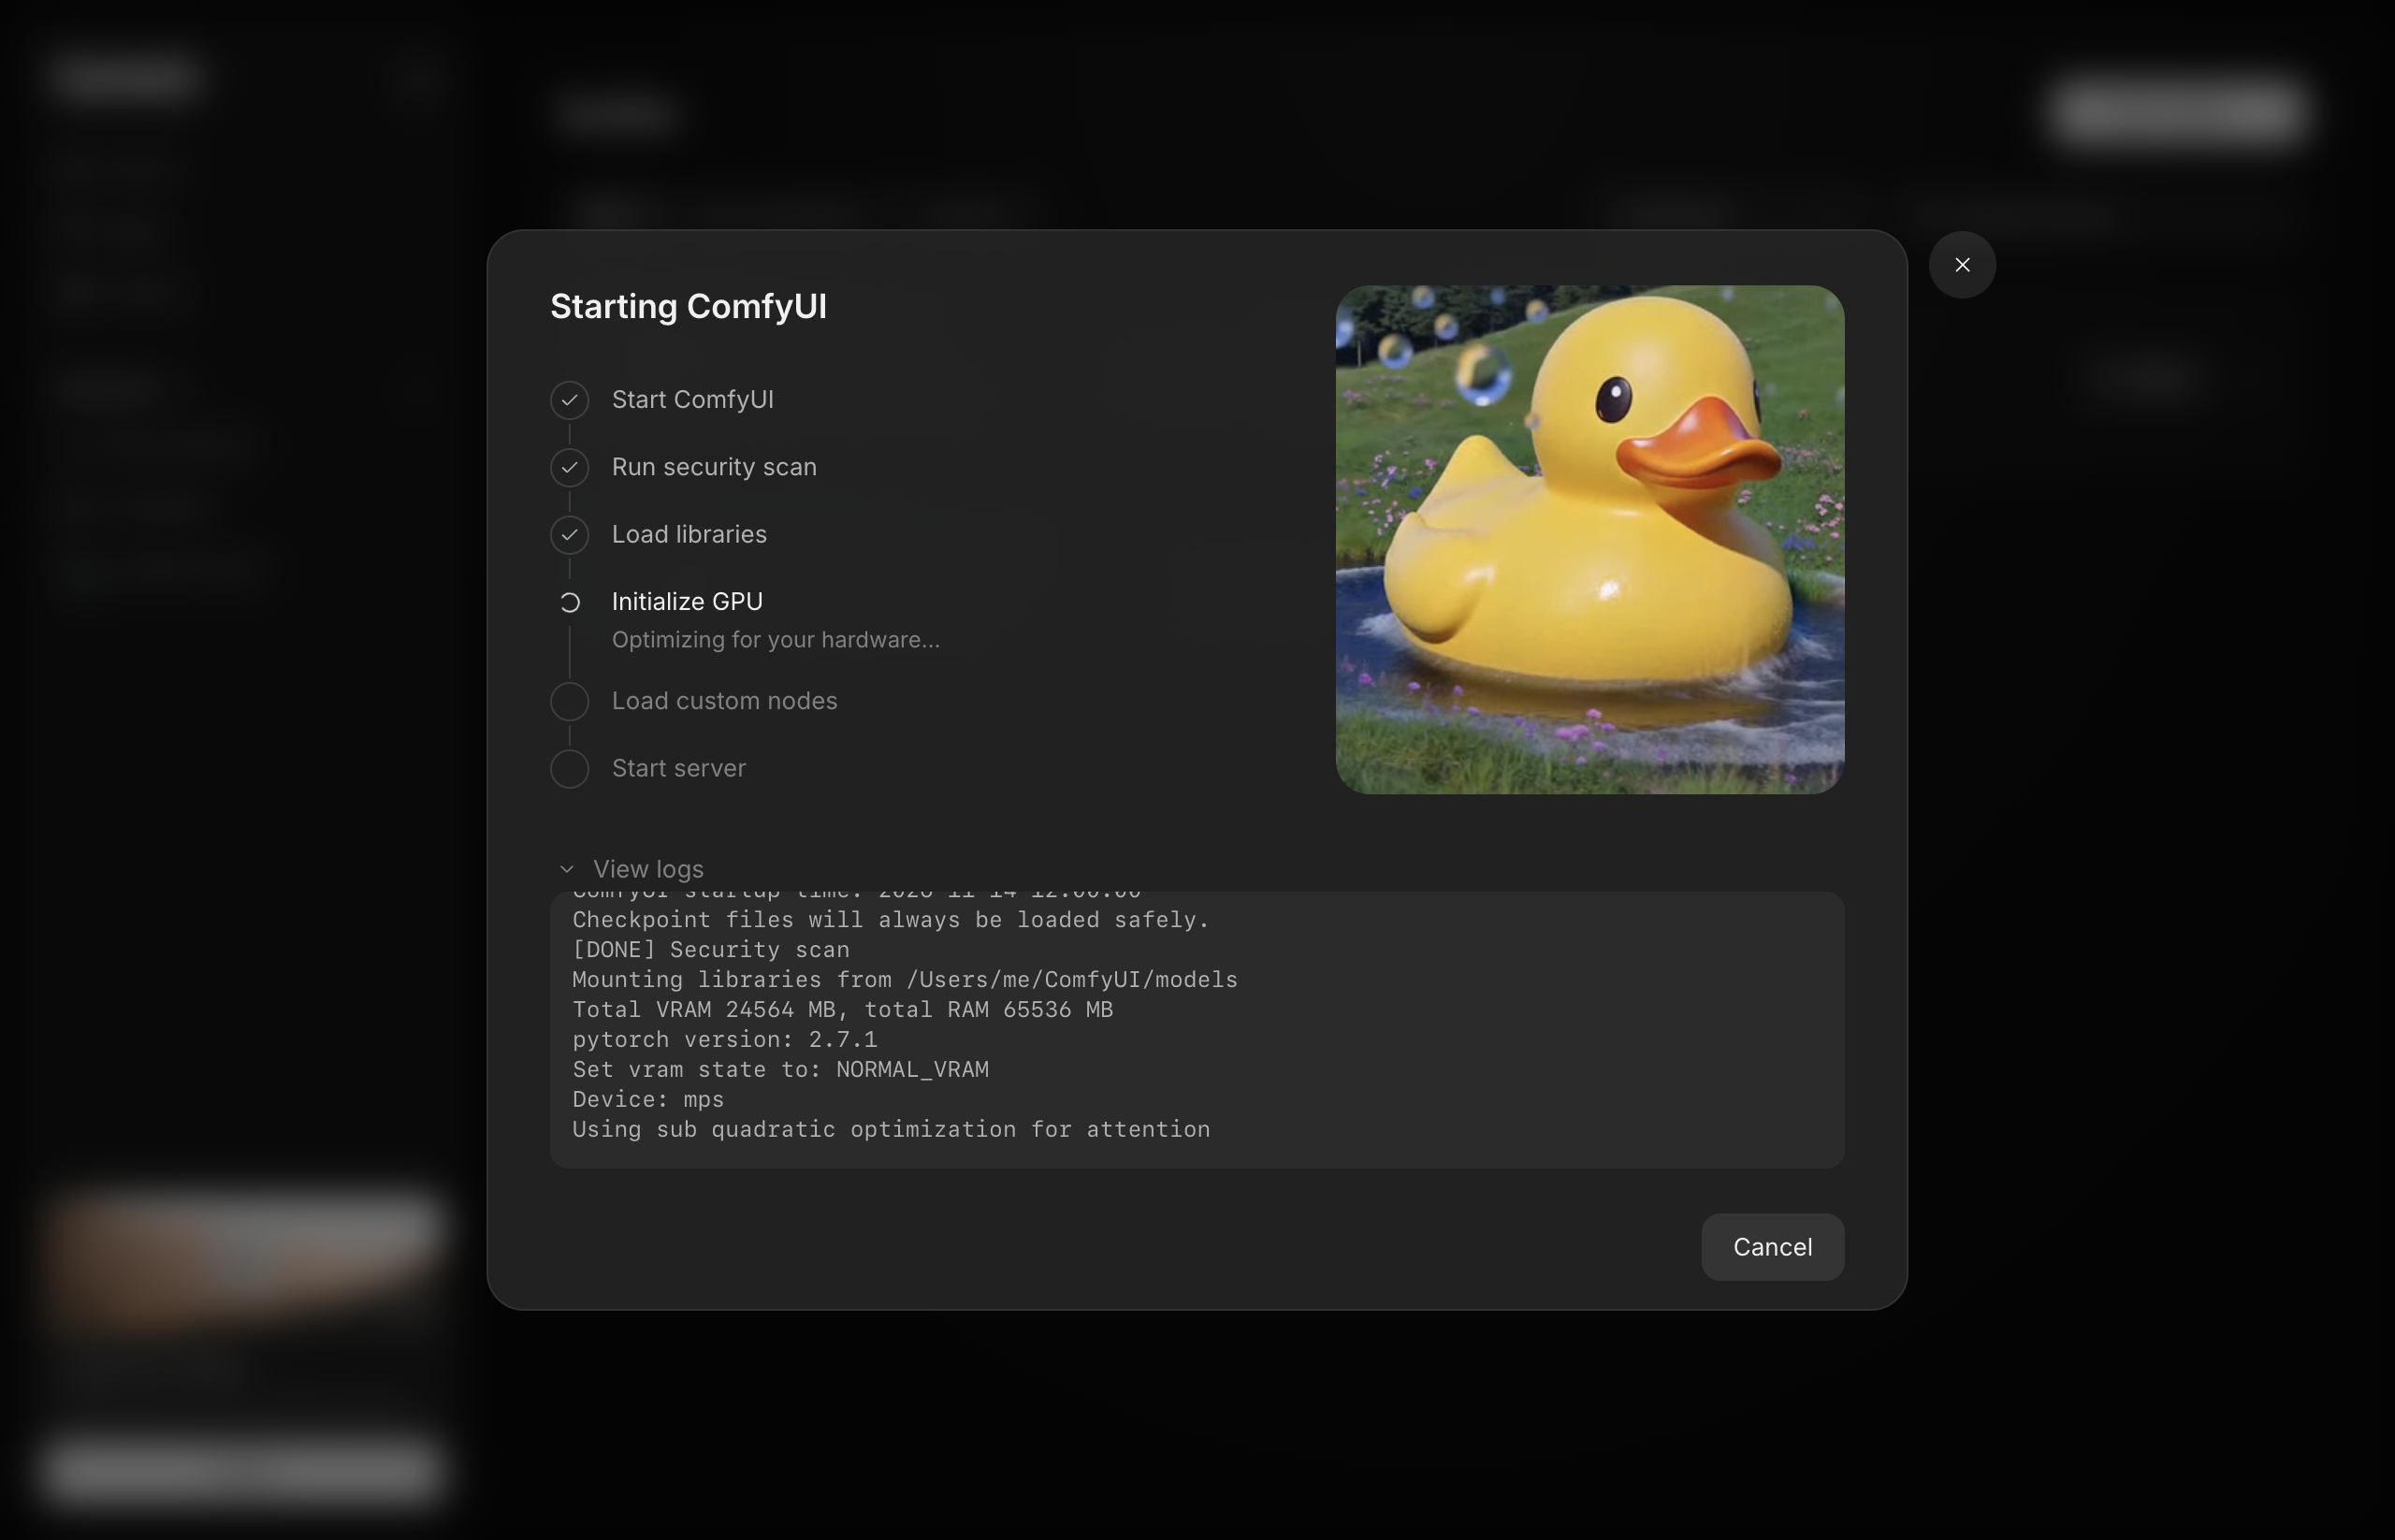 Starting ComfyUI
Start ComfyUI
Run security scan
Load libraries
Initialize GPU
Optimizing for your hardware...
Load custom nodes
Start server
View logs
ComfyUI startup time:
Checkpoint files will always be loaded safely.
[DONE] Security scan
Mounting libraries from /Users/me/ComfyUI/models
Total VRAM 24564 MB, total RAM 65536 MB
pytorch version: 2.7.1
Set vram state to: NORMAL_VRAM
Device: mps
Using sub quadratic optimization for attention
Cancel